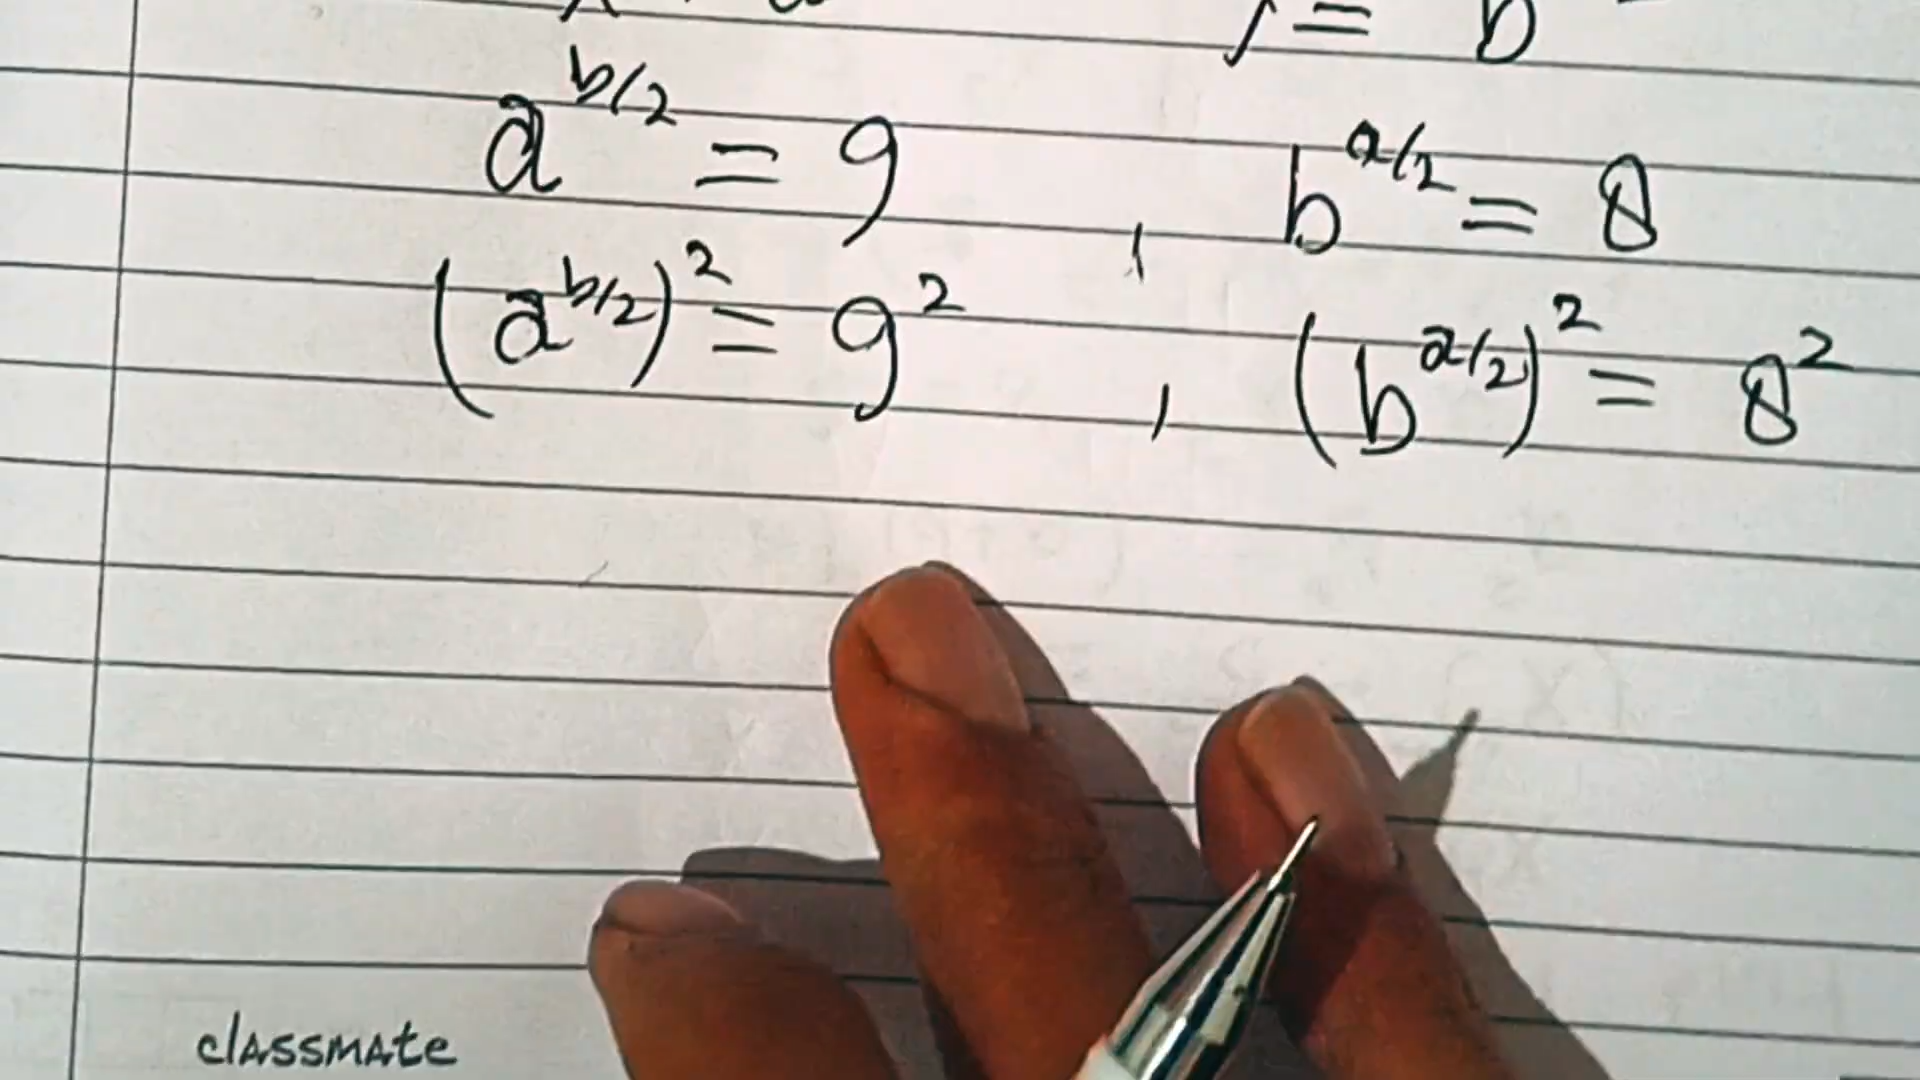 y = b
a^{b/2} = 9 , b^{a/2} = 8
(a^{b/2})^2 = 9^2 , (b^{a/2})^2 = 8^2
classmate